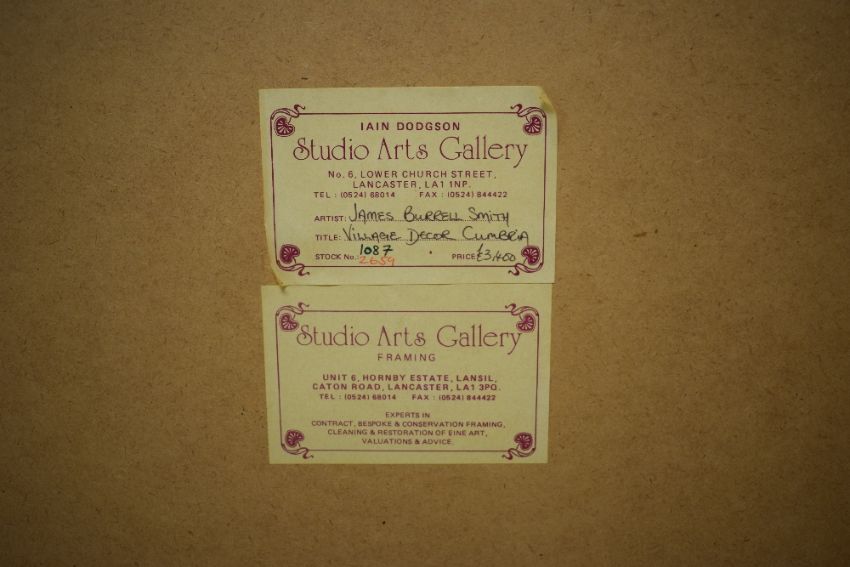 IAIN DODGSON
Studio Arts Gallery
No. 6, LOWER CHURCH STREET,
LANCASTER, LA1 1NP.
TEL : (0524) 68014 FAX : (0524) 844422
ARTIST: JAMES BURRELL SMITH
TITLE: VILLAGE DECOR CUMBRIA
STOCK No.: 1087
2659 PRICE: £3,400
Studio Arts Gallery
FRAMING
UNIT 6, HORNBY ESTATE, LANSIL,
CATON ROAD, LANCASTER, LA1 3PQ.
TEL : (0524) 68014 FAX : (0524) 844422
EXPERTS IN
CONTRACT, BESPOKE & CONSERVATION FRAMING,
CLEANING & RESTORATION OF FINE ART,
VALUATIONS & ADVICE.